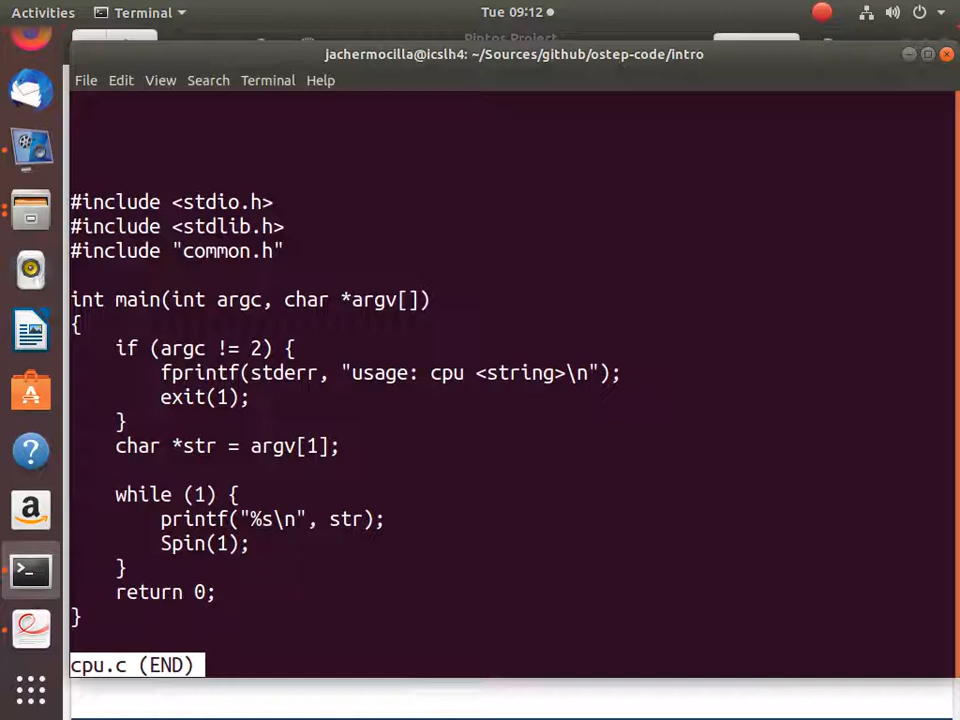 Activities
Terminal
Tue 09:12
Pintos Project
jachermocilla@icslh4: ~/Sources/github/ostep-code/intro
File Edit View Search Terminal Help
#include <stdio.h>
#include <stdlib.h>
#include "common.h"
int main(int argc, char *argv[])
{
    if (argc != 2) {
        fprintf(stderr, "usage: cpu <string>\n");
        exit(1);
    }
    char *str = argv[1];
    while (1) {
        printf("%s\n", str);
        Spin(1);
    }
    return 0;
}
cpu.c (END)